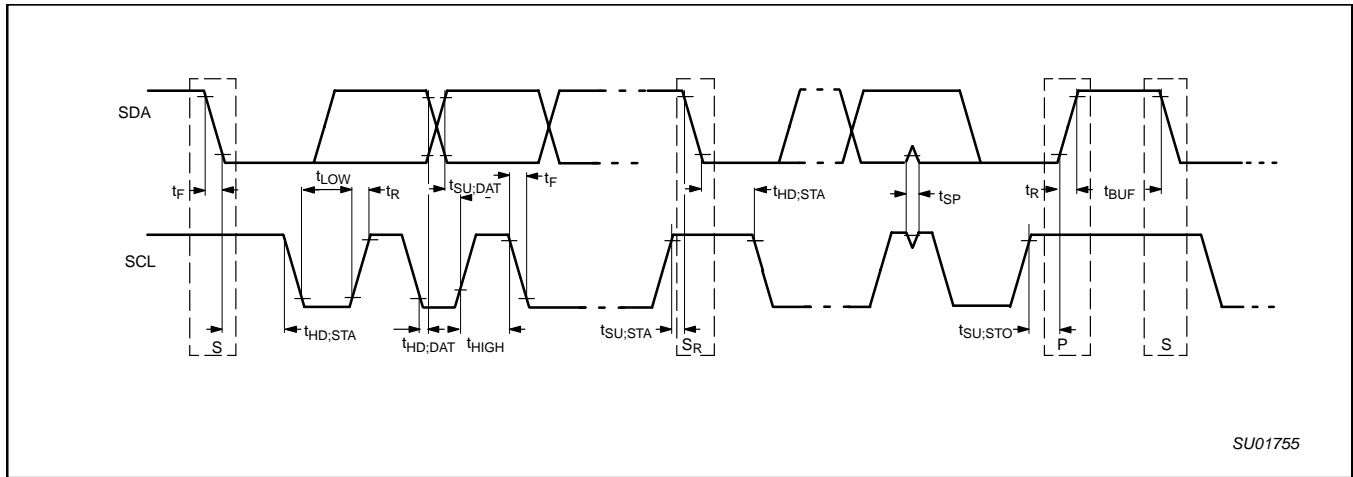 SDA
tF
tLOW
tR
tSU;DAT
tF
tHD;STA
tSP
tR
tBUF
SCL
S
tHD;STA
tHD;DAT
tHIGH
tSU;STA
SR
tSU;STO
P
S
SU01755